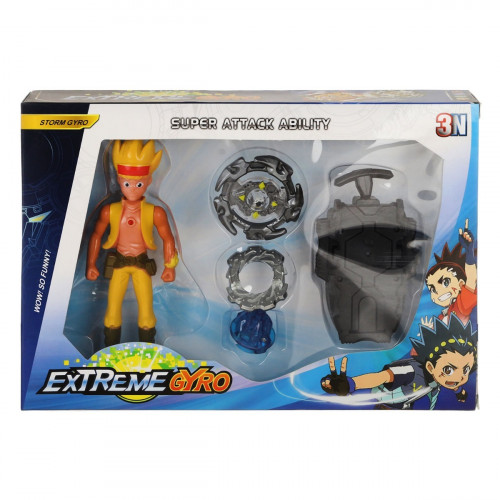 STORM GYRO
SUPER ATTACK ABILITY
3N
WOW! SO FUNNY!
EXTREME GYRO